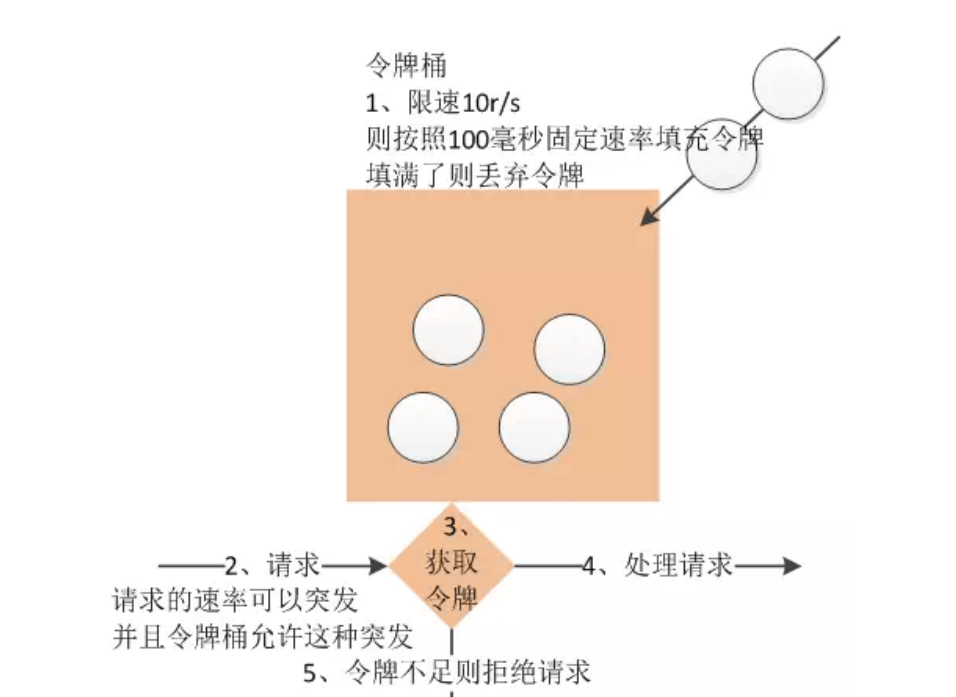 令牌桶
1、限速10r/s
则按照100毫秒固定速率填充令牌
填满了则丢弃令牌
3、
获取
令牌
2、请求
4、处理请求
请求的速率可以突发
并且令牌桶允许这种突发
5、令牌不足则拒绝请求